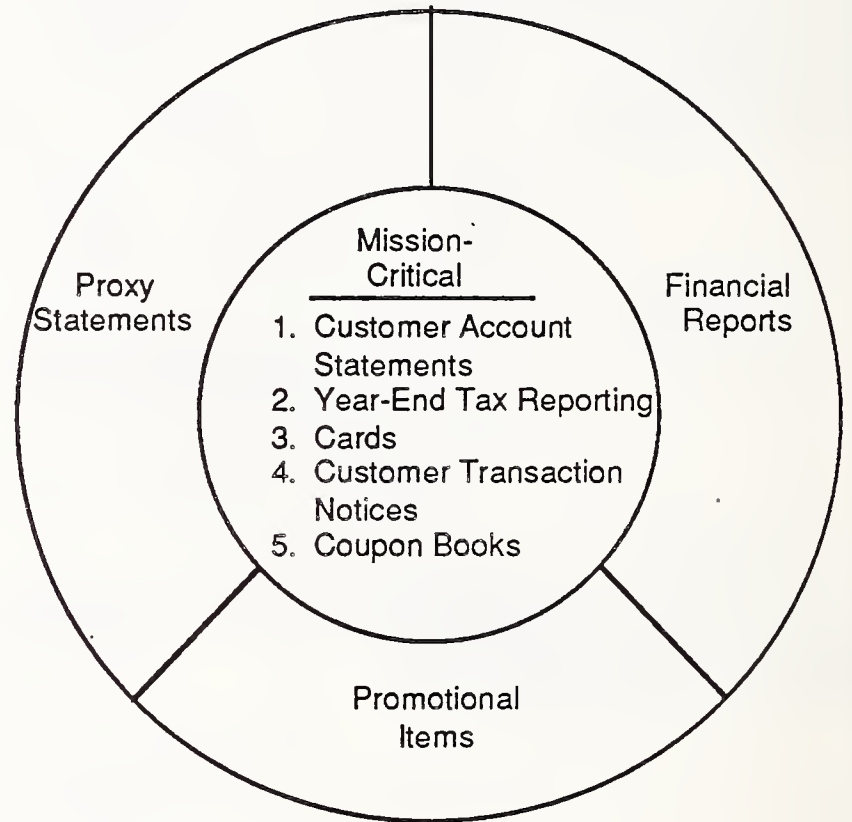 Mission-
Critical
1. Customer Account
Statements
2. Year-End Tax Reporting
3. Cards
4. Customer Transaction
Notices
5. Coupon Books
Proxy
Statements
Financial
Reports
Promotional
Items